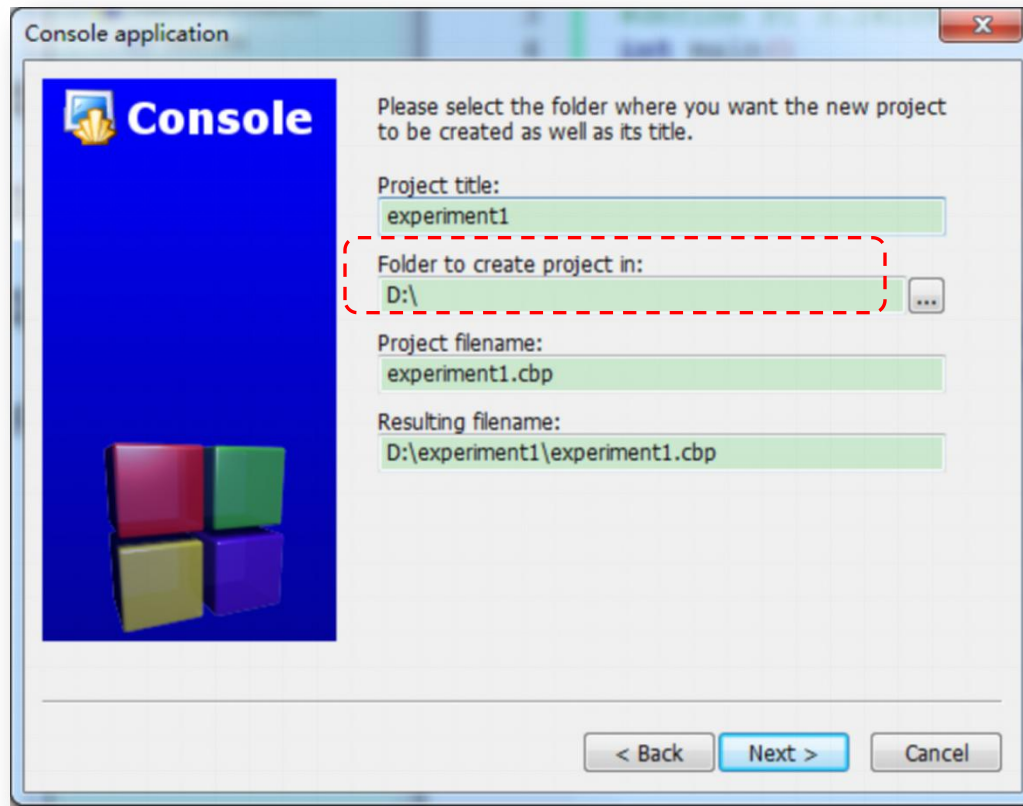 Console application
Console
Please select the folder where you want the new project
to be created as well as its title.
Project title:
experiment1
Folder to create project in:
D:\
...
Project filename:
experiment1.cbp
Resulting filename:
D:\experiment1\experiment1.cbp
< Back
Next >
Cancel